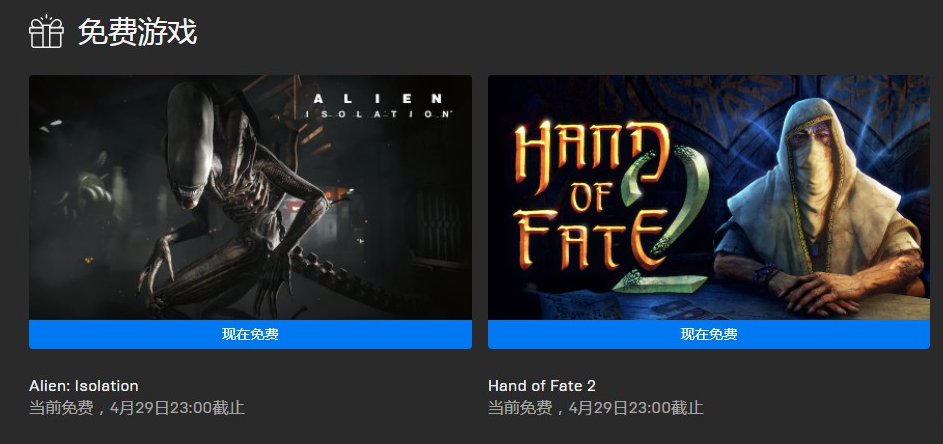 免费游戏
ALIEN
ISOLATION
HAND
OF
FATE
2
现在免费
现在免费
Alien: Isolation
当前免费，4月29日23:00截止
Hand of Fate 2
当前免费，4月29日23:00截止